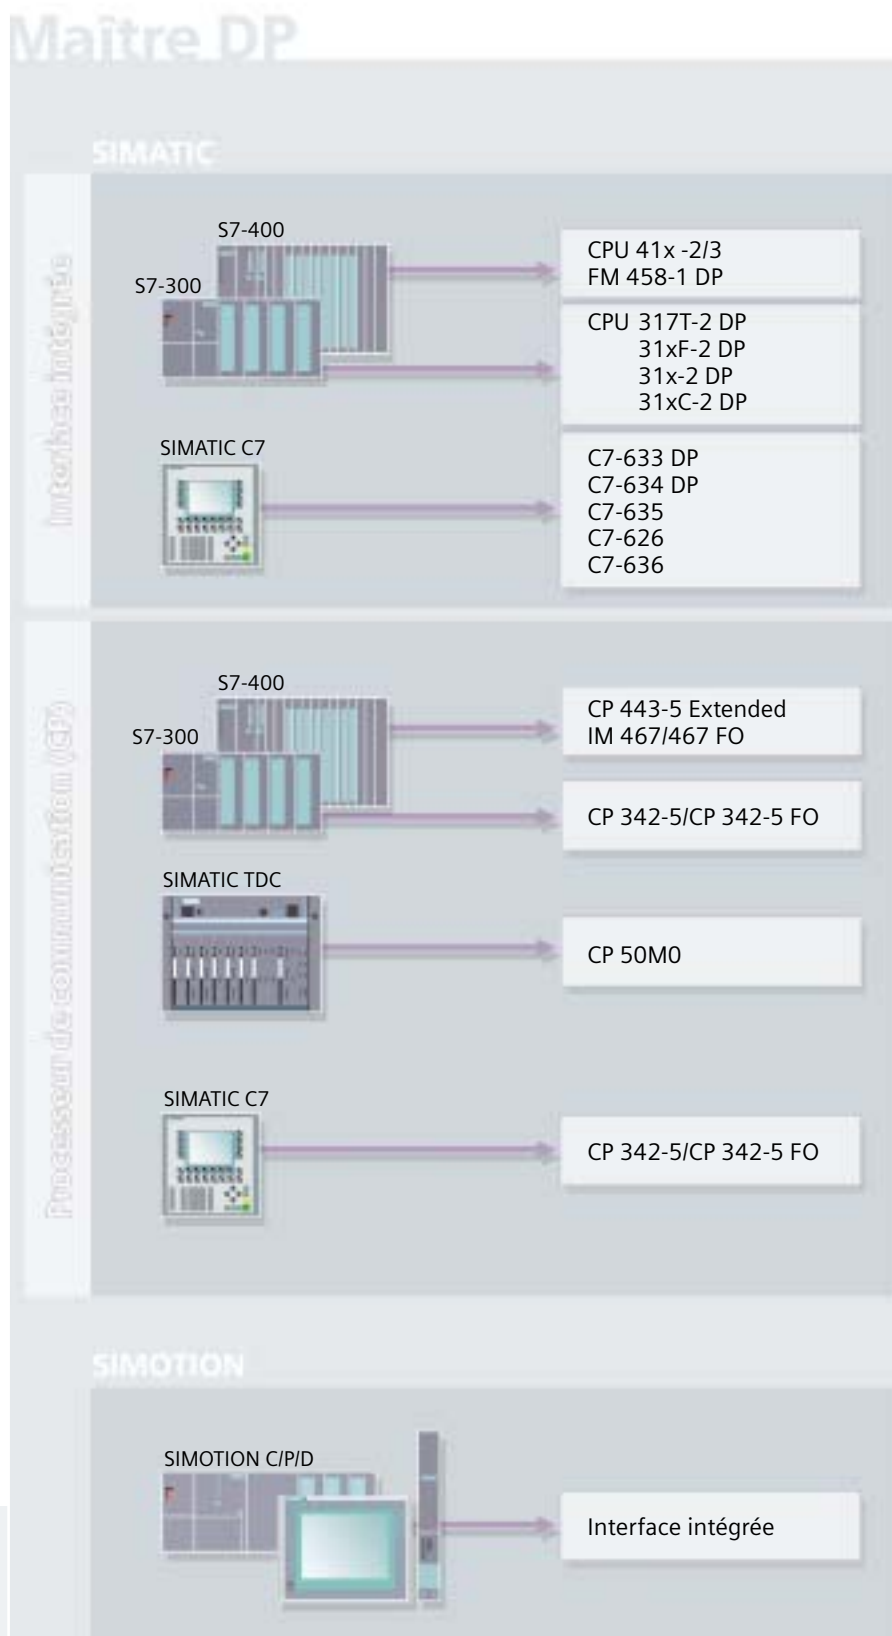 Maître DP
SIMATIC
Interface intégrée
S7-400
S7-300
CPU 41x -2/3
FM 458-1 DP
CPU 317T-2 DP
31xF-2 DP
31x-2 DP
31xC-2 DP
SIMATIC C7
C7-633 DP
C7-634 DP
C7-635
C7-626
C7-636
Processeur de communication (CP)
S7-400
S7-300
CP 443-5 Extended
IM 467/467 FO
CP 342-5/CP 342-5 FO
SIMATIC TDC
CP 50M0
SIMATIC C7
CP 342-5/CP 342-5 FO
SIMOTION
SIMOTION C/P/D
Interface intégrée